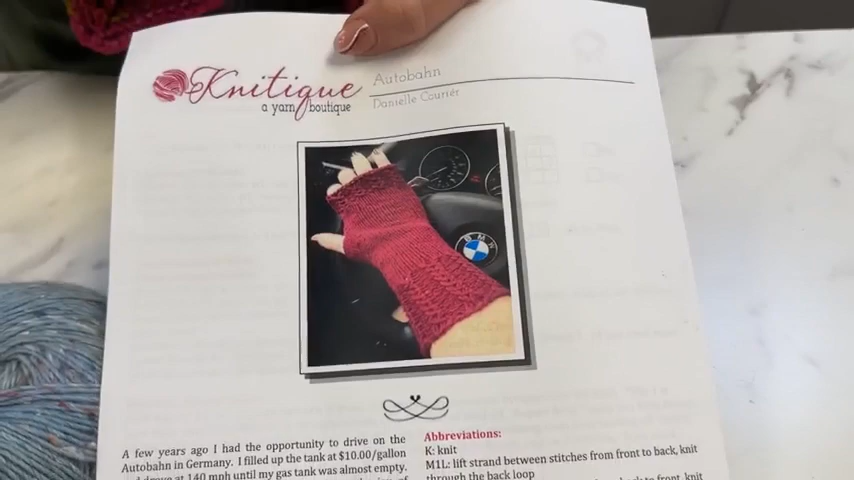 Knitique
a yarn boutique
Autobahn
Danielle Courier
BMW
A few years ago I had the opportunity to drive on the
Autobahn in Germany. I filled up the tank at $10.00/gallon
and drove at 140 mph until my gas tank was almost empty.
Abbreviations:
K: knit
M1L: lift strand between stitches from front to back, knit
through the back loop